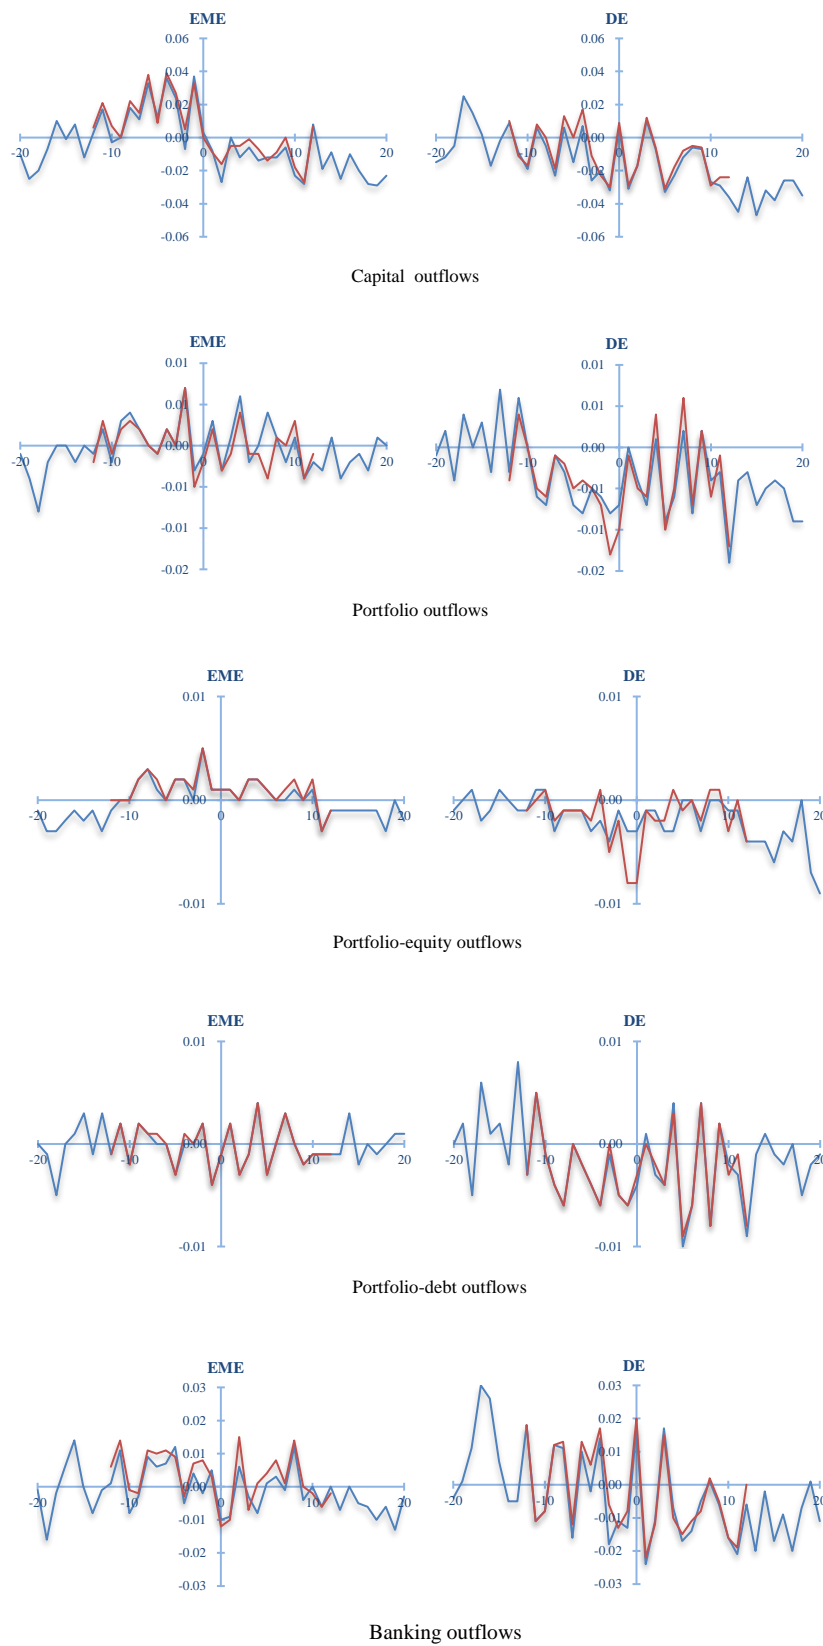 EME DE
0.06 0.06
0.04 0.04
0.02 0.02
0.00 0.00
-20 -10 0 10 20 -20 -10 0 10 20
-0.02 -0.02
-0.04 -0.04
-0.06 -0.06
Capital outflows
EME DE
0.01 0.01
0.01 0.01
0.00 0.00
-20 -10 0 10 20 -20 -10 0 10 20
-0.01 -0.01
-0.01 -0.01
-0.02 -0.02
Portfolio outflows
EME DE
0.01 0.01
0.00 0.00
-20 -10 0 10 20 -20 -10 0 10 20
-0.01 -0.01
Portfolio-equity outflows
EME DE
0.01 0.01
0.00 0.00
-20 -10 0 10 20 -20 -10 0 10 20
-0.01 -0.01
Portfolio-debt outflows
EME DE
0.03 0.03
0.02 0.02
0.01 0.01
0.00 0.00
-20 -10 0 10 20 -20 -10 0 10 20
-0.01 -0.01
-0.02 -0.02
-0.03 -0.03
Banking outflows